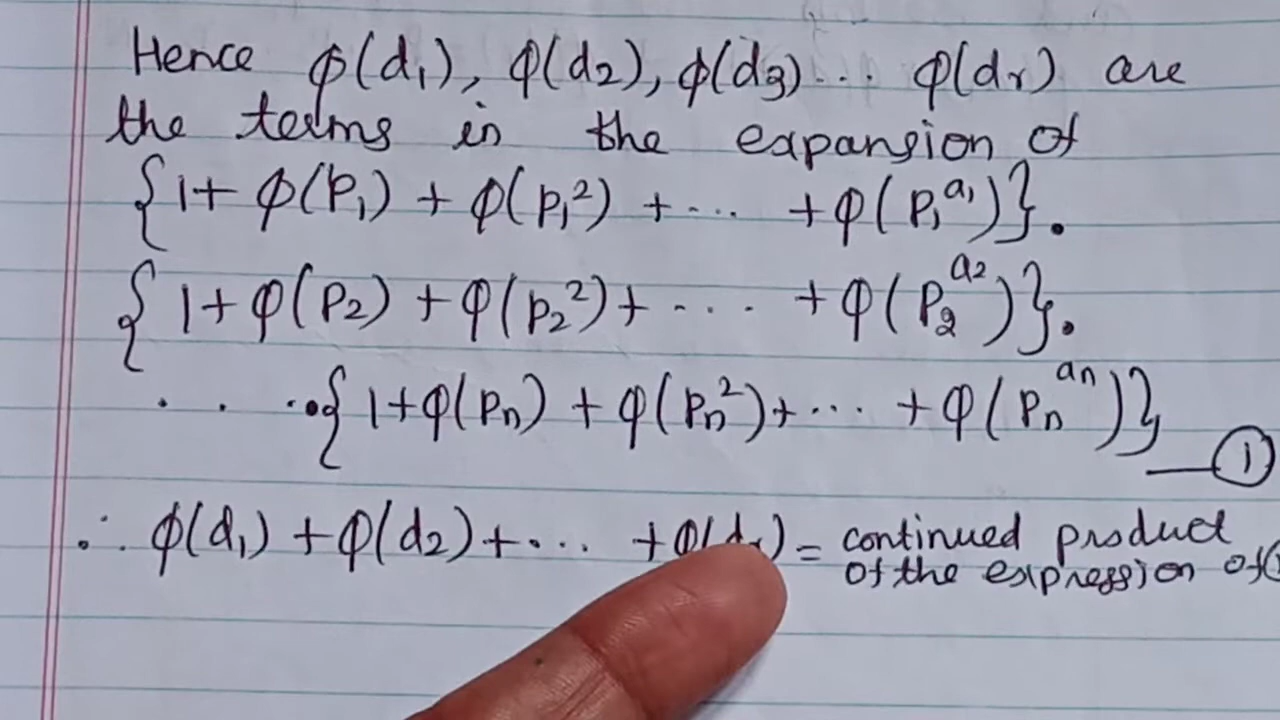 Hence φ(d₁), φ(d₂), φ(d₃)... φ(dᵣ) are
the terms in the expansion of
{1+ φ(p₁) + φ(p₁²) + ... + φ(p₁^a₁)}.
{1+ φ(p₂) + φ(p₂²) + .... + φ(p₂^a₂)}.
. . ..{1+φ(pₙ) + φ(pₙ²)+ ... + φ(pₙ^aₙ)}
—①
∴ φ(d₁) + φ(d₂) + .... + φ(dᵣ) = continued product
of the expression of ①